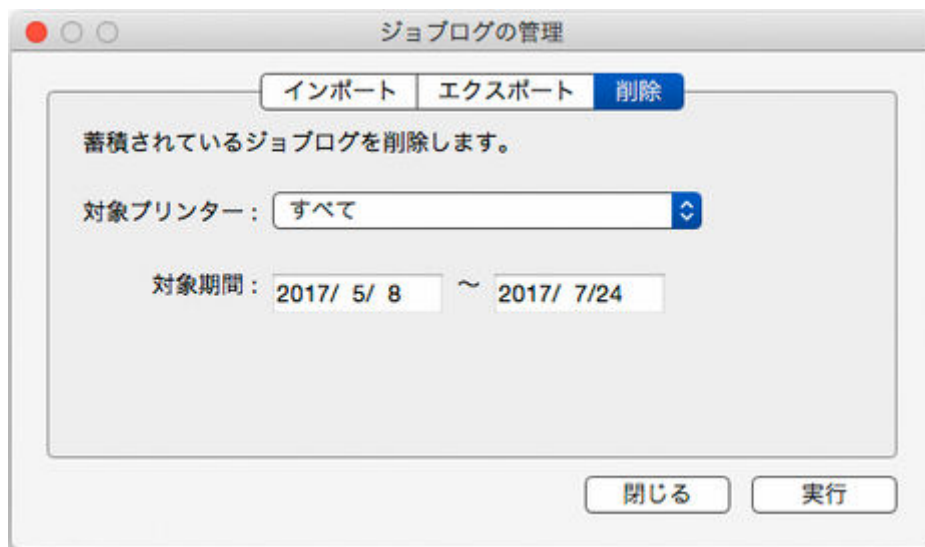 ジョブログの管理
インポート エクスポート 削除
蓄積されているジョブログを削除します。
対象プリンター： すべて
対象期間： 2017/ 5/ 8 ～ 2017/ 7/24
閉じる 実行